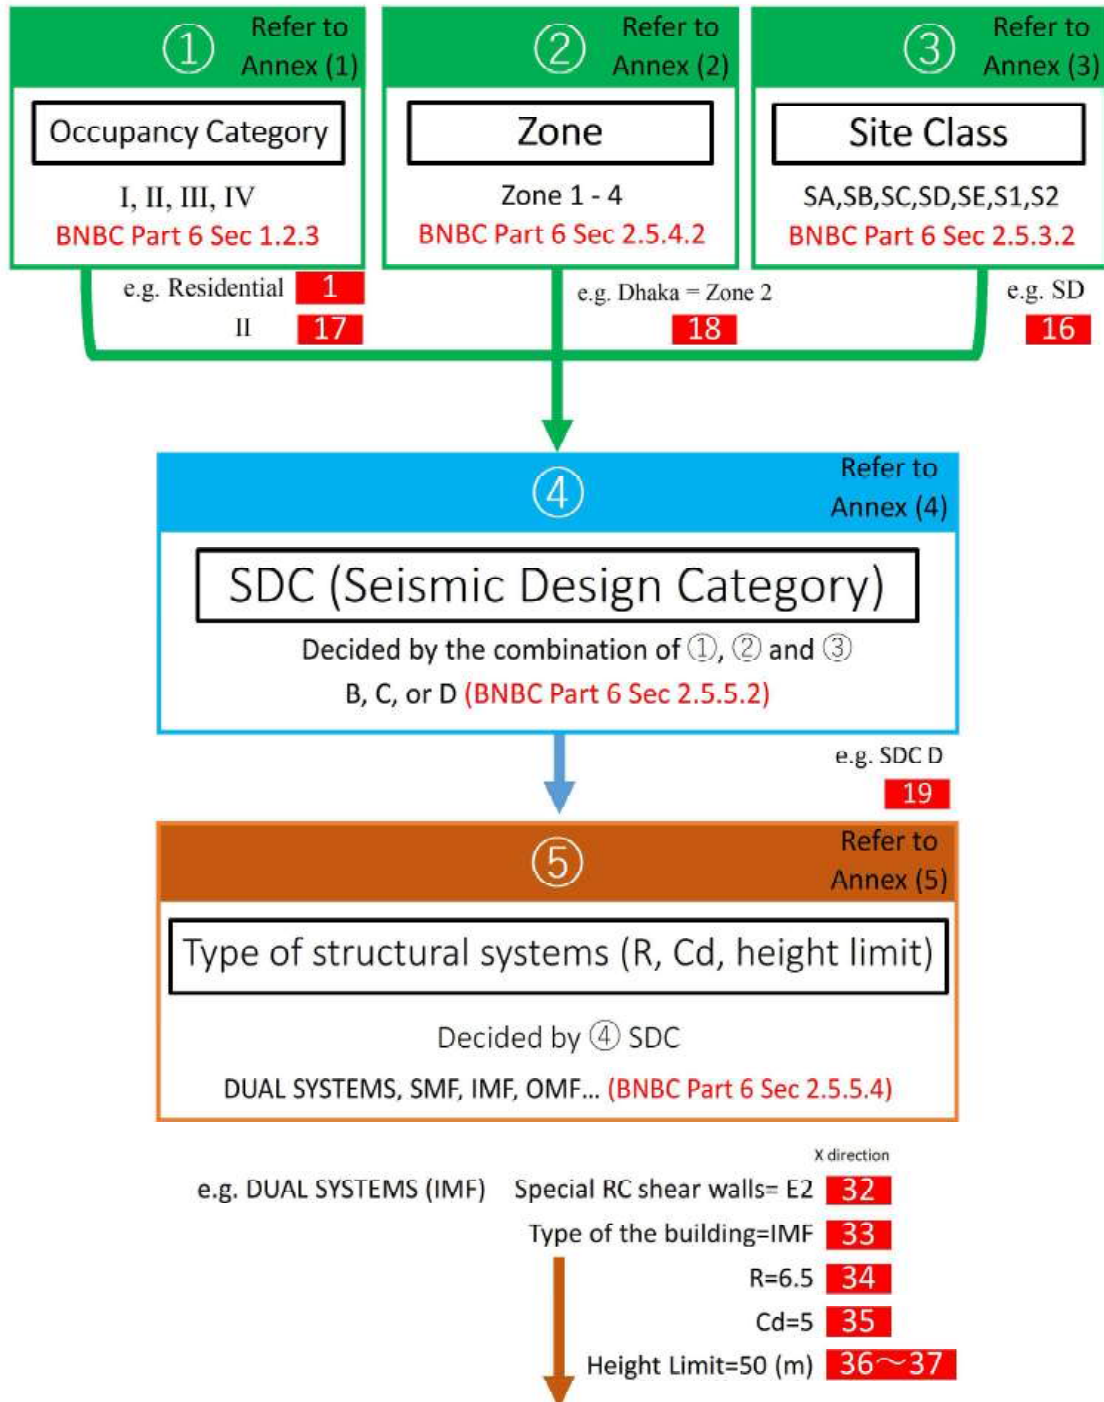 ① Refer to
Annex (1)
Occupancy Category
I, II, III, IV
BNBC Part 6 Sec 1.2.3
② Refer to
Annex (2)
Zone
Zone 1 - 4
BNBC Part 6 Sec 2.5.4.2
③ Refer to
Annex (3)
Site Class
SA,SB,SC,SD,SE,S1,S2
BNBC Part 6 Sec 2.5.3.2
e.g. Residential 1
II 17
e.g. Dhaka = Zone 2
18
e.g. SD
16
④ Refer to
Annex (4)
SDC (Seismic Design Category)
Decided by the combination of ①, ② and ③
B, C, or D (BNBC Part 6 Sec 2.5.5.2)
e.g. SDC D
19
⑤ Refer to
Annex (5)
Type of structural systems (R, Cd, height limit)
Decided by ④ SDC
DUAL SYSTEMS, SMF, IMF, OMF... (BNBC Part 6 Sec 2.5.5.4)
X direction
e.g. DUAL SYSTEMS (IMF) Special RC shear walls= E2 32
Type of the building=IMF 33
R=6.5 34
Cd=5 35
Height Limit=50 (m) 36～37